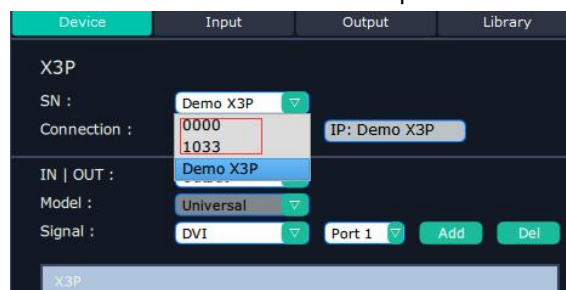 Device Input Output Library
X3P
SN : Demo X3P
0000
Connection : IP: Demo X3P
1033
Demo X3P
IN | OUT :
Model : Universal
Signal : DVI Port 1 Add Del
X3P